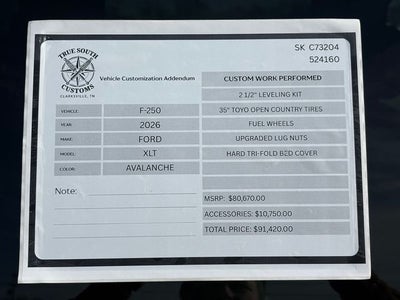 TRUE SOUTH
CUSTOMS
CLARKSVILLE, TN
Vehicle Customization Addendum
SK C73204
524160
CUSTOM WORK PERFORMED
2 1/2" LEVELING KIT
35" TOYO OPEN COUNTRY TIRES
FUEL WHEELS
UPGRADED LUG NUTS
HARD TRI-FOLD BED COVER
VEHICLE: F-250
YEAR: 2026
MAKE: FORD
MODEL: XLT
COLOR: AVALANCHE
Note:
MSRP: $80,670.00
ACCESSORIES: $10,750.00
TOTAL PRICE: $91,420.00